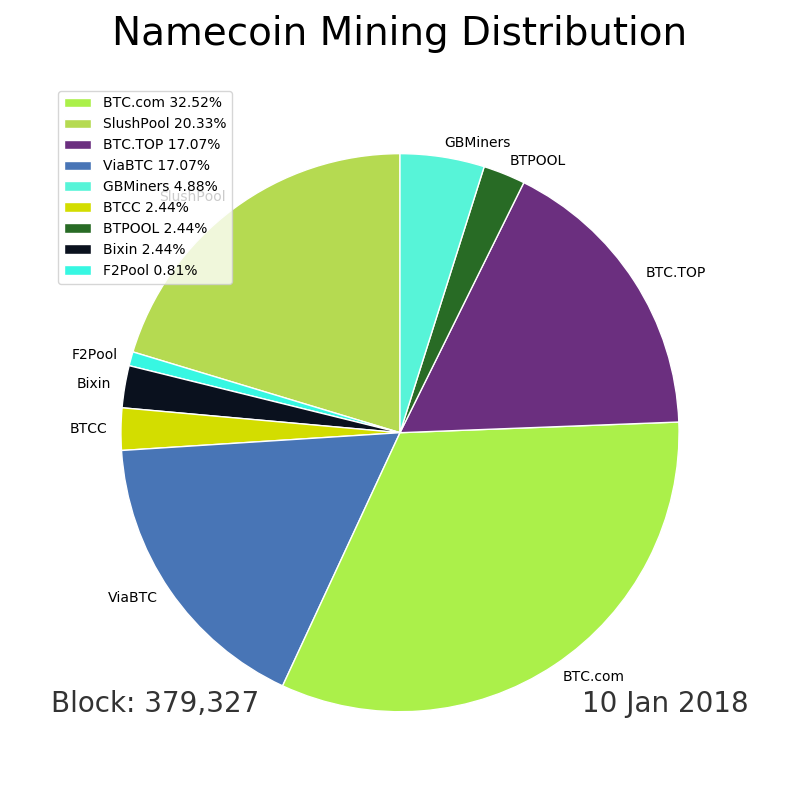 Namecoin Mining Distribution
BTC.com 32.52%
SlushPool 20.33%
BTC.TOP 17.07%
ViaBTC 17.07%
GBMiners 4.88%
BTCC 2.44%
BTPOOL 2.44%
Bixin 2.44%
F2Pool 0.81%
GBMiners
BTPOOL
SlushPool
BTC.TOP
F2Pool
Bixin
BTCC
ViaBTC
BTC.com
Block: 379,327
10 Jan 2018